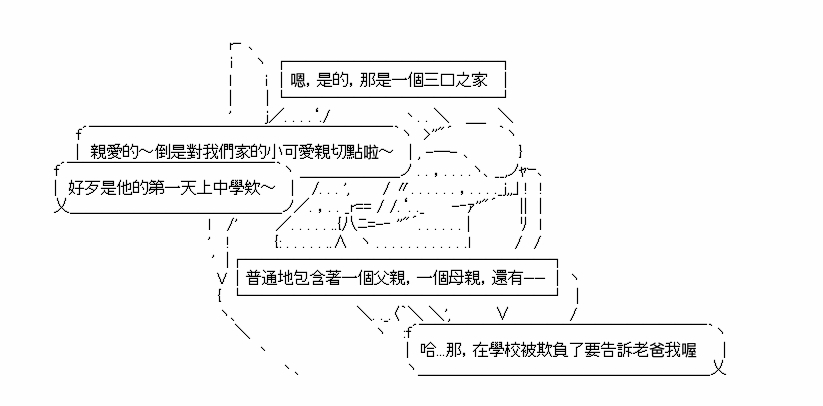 嗯，是的，那是一個三口之家
親愛的～倒是對我們家的小可愛親切點啦～
好歹是他的第一天上中學欸～
普通地包含著一個父親，一個母親，還有——
哈...那，在學校被欺負了要告訴老爸我喔